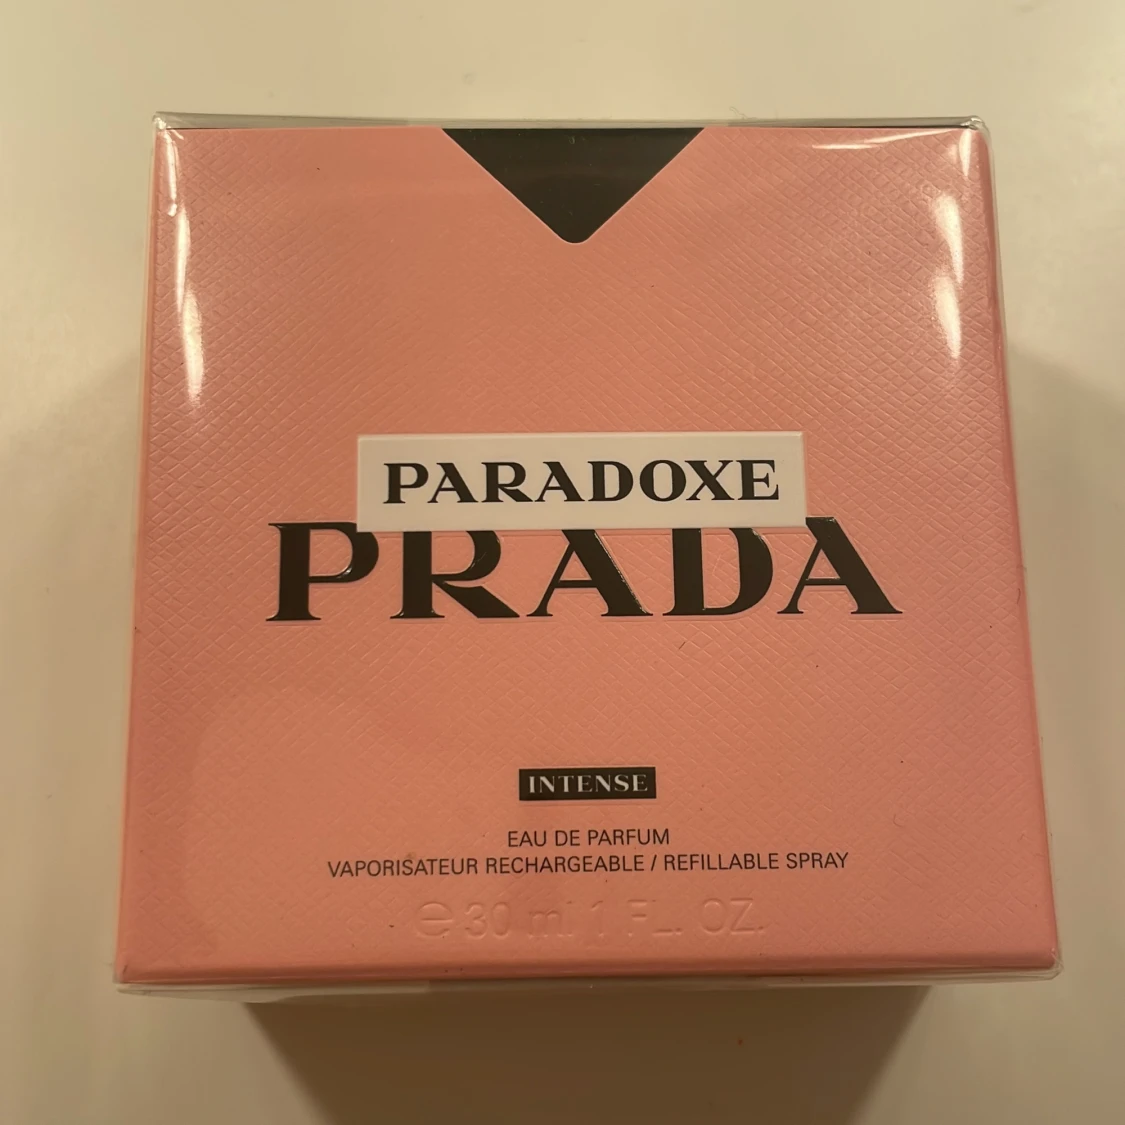 PARADOXE
PRADA
INTENSE
EAU DE PARFUM
VAPORISATEUR RECHARGEABLE / REFILLABLE SPRAY
℮ 30 ml 1 FL. OZ.